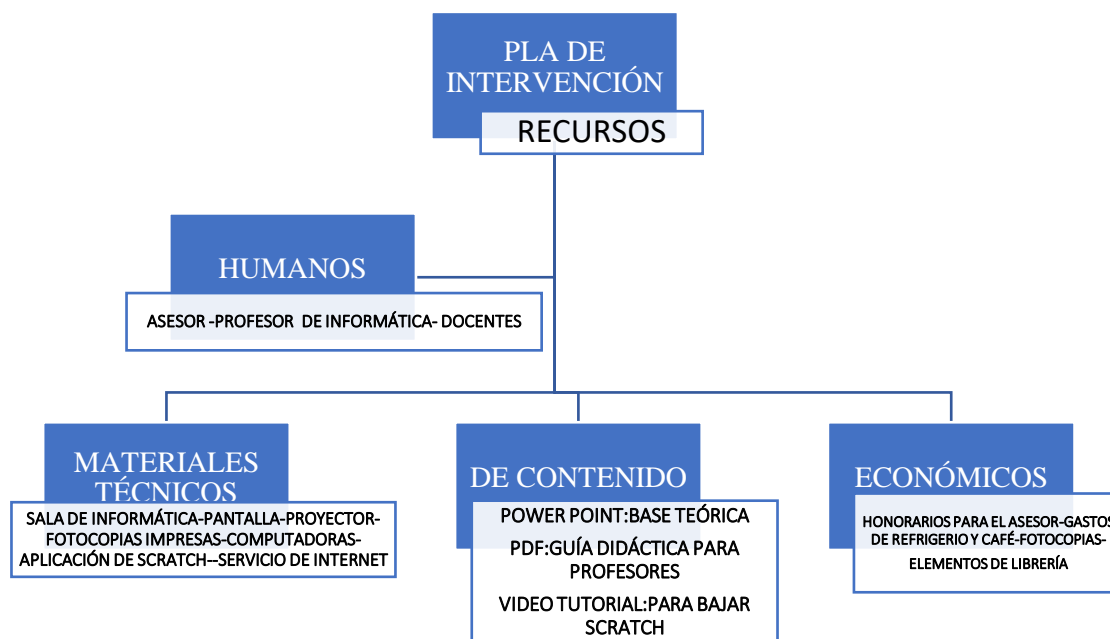 PLA DE
INTERVENCIÓN
RECURSOS
HUMANOS
ASESOR -PROFESOR DE INFORMÁTICA- DOCENTES
MATERIALES
TÉCNICOS
SALA DE INFORMÁTICA-PANTALLA-PROYECTOR-
FOTOCOPIAS IMPRESAS-COMPUTADORAS-
APLICACIÓN DE SCRATCH--SERVICIO DE INTERNET
DE CONTENIDO
POWER POINT:BASE TEÓRICA
PDF:GUÍA DIDÁCTICA PARA
PROFESORES
VIDEO TUTORIAL:PARA BAJAR
SCRATCH
ECONÓMICOS
HONORARIOS PARA EL ASESOR-GASTOS
DE REFRIGERIO Y CAFÉ-FOTOCOPIAS-
ELEMENTOS DE LIBRERÍA